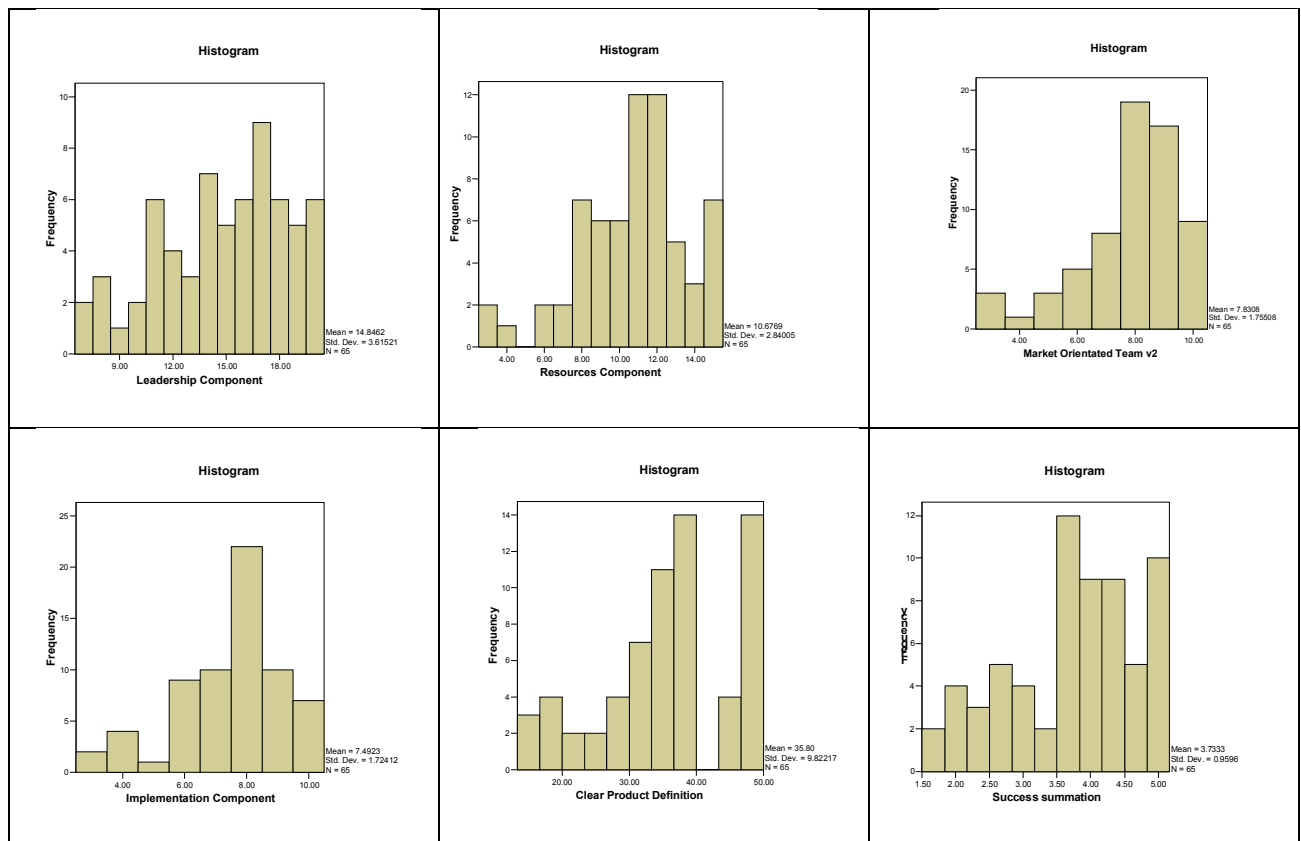 Histogram
10
8
6
4
2
0
Frequency
9.00 12.00 15.00 18.00
Leadership Component
Mean = 14.8462
Std. Dev. = 3.61521
N = 65
Histogram
12
10
8
6
4
2
0
Frequency
4.00 6.00 8.00 10.00 12.00 14.00
Resources Component
Mean = 10.6769
Std. Dev. = 2.84005
N = 65
Histogram
20
15
10
5
0
Frequency
4.00 6.00 8.00 10.00
Market Orientated Team v2
Mean = 7.8308
Std. Dev. = 1.75508
N = 65
Histogram
25
20
15
10
5
0
Frequency
4.00 6.00 8.00 10.00
Implementation Component
Mean = 7.4923
Std. Dev. = 1.72412
N = 65
Histogram
14
12
10
8
6
4
2
0
Frequency
20.00 30.00 40.00 50.00
Clear Product Definition
Mean = 35.80
Std. Dev. = 9.82217
N = 65
Histogram
12
10
8
6
4
2
0
Frequency
1.50 2.00 2.50 3.00 3.50 4.00 4.50 5.00
Success summation
Mean = 3.7333
Std. Dev. = 0.9596
N = 65